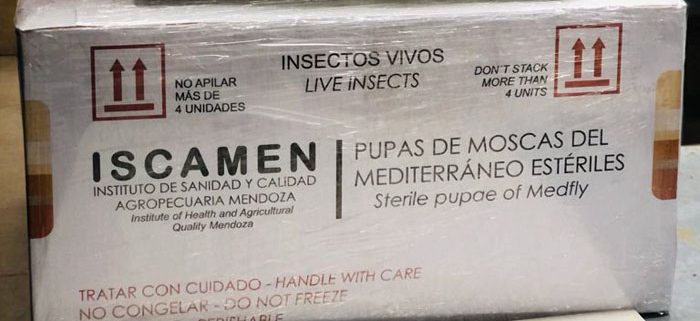 INSECTOS VIVOS
LIVE INSECTS
NO APILAR
MÁS DE
4 UNIDADES
DON´T STACK
MORE THAN
4 UNITS
ISCAMEN
INSTITUTO DE SANIDAD Y CALIDAD
AGROPECUARIA MENDOZA
Institute of Health and Agricultural
Quality Mendoza
PUPAS DE MOSCAS DEL
MEDITERRÁNEO ESTÉRILES
Sterile pupae of Medfly
TRATAR CON CUIDADO - HANDLE WITH CARE
NO CONGELAR - DO NOT FREEZE
PERISHABLE